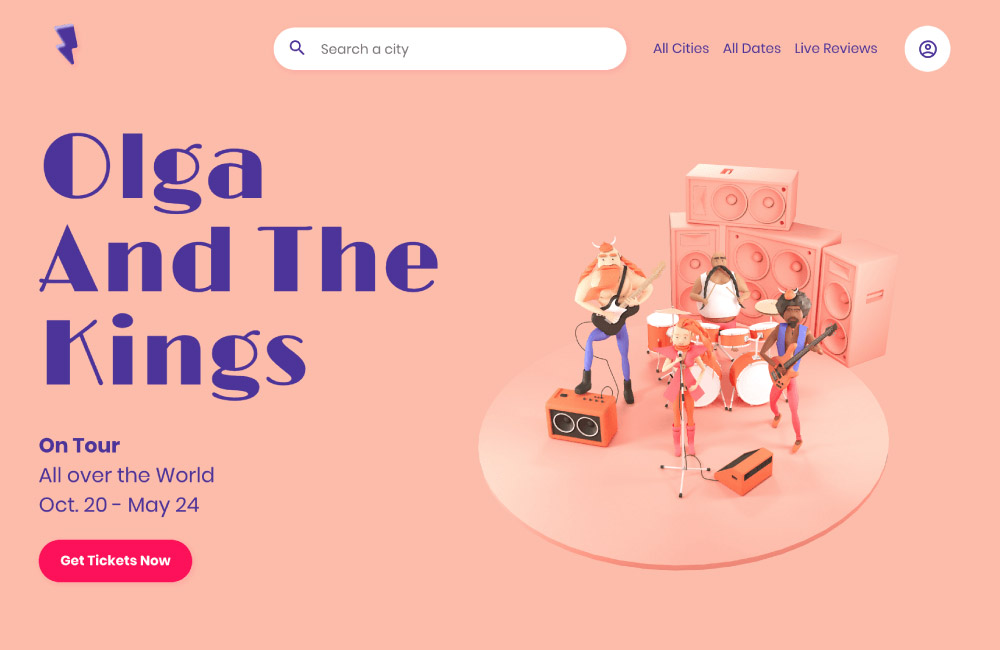 Search a city
All Cities
All Dates
Live Reviews
Olga
And The
Kings
On Tour
All over the World
Oct. 20 - May 24
Get Tickets Now